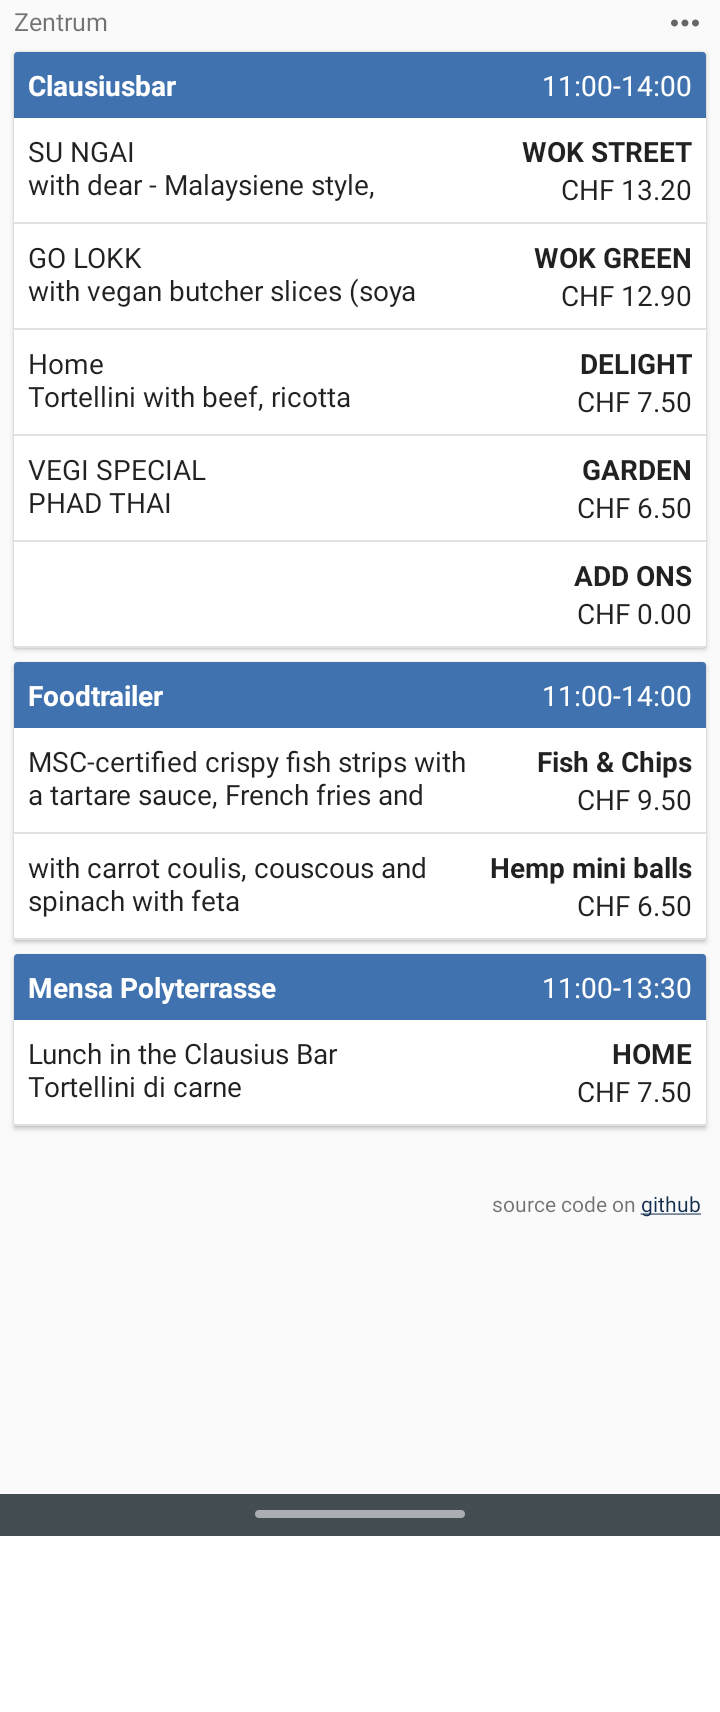 Zentrum
Clausiusbar 11:00-14:00
SU NGAI WOK STREET
with dear - Malaysiene style, CHF 13.20
GO LOKK WOK GREEN
with vegan butcher slices (soya CHF 12.90
Home DELIGHT
Tortellini with beef, ricotta CHF 7.50
VEGI SPECIAL GARDEN
PHAD THAI CHF 6.50
ADD ONS
CHF 0.00
Foodtrailer 11:00-14:00
MSC-certified crispy fish strips with Fish & Chips
a tartare sauce, French fries and CHF 9.50
with carrot coulis, couscous and Hemp mini balls
spinach with feta CHF 6.50
Mensa Polyterrasse 11:00-13:30
Lunch in the Clausius Bar HOME
Tortellini di carne CHF 7.50
source code on github